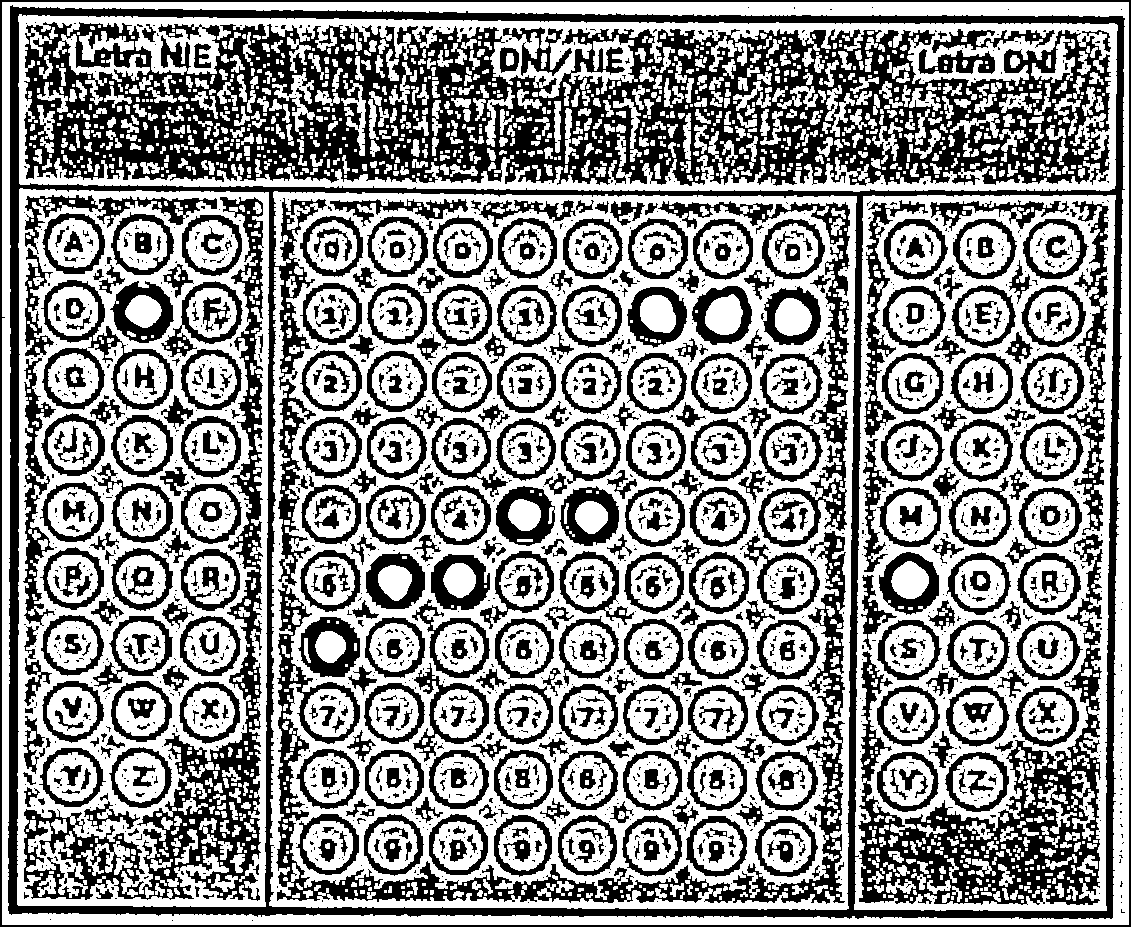 Letra NIE DNI/NIE Letra DNI
A B C 0 0 0 0 0 0 0 0 A B C
D F 1 1 1 1 1 D E F
G H I 2 2 2 2 2 2 2 2 G H I
J K L 3 3 3 3 3 3 3 3 J K L
M N O 4 4 4 4 4 4 M N O
P Q R 5 5 5 5 5 5 Q R
S T U 6 6 6 6 6 6 6 S T U
V W X 7 7 7 7 7 7 7 7 V W X
Y Z 8 8 8 8 8 8 8 8 Y Z
9 9 9 9 9 9 9 9